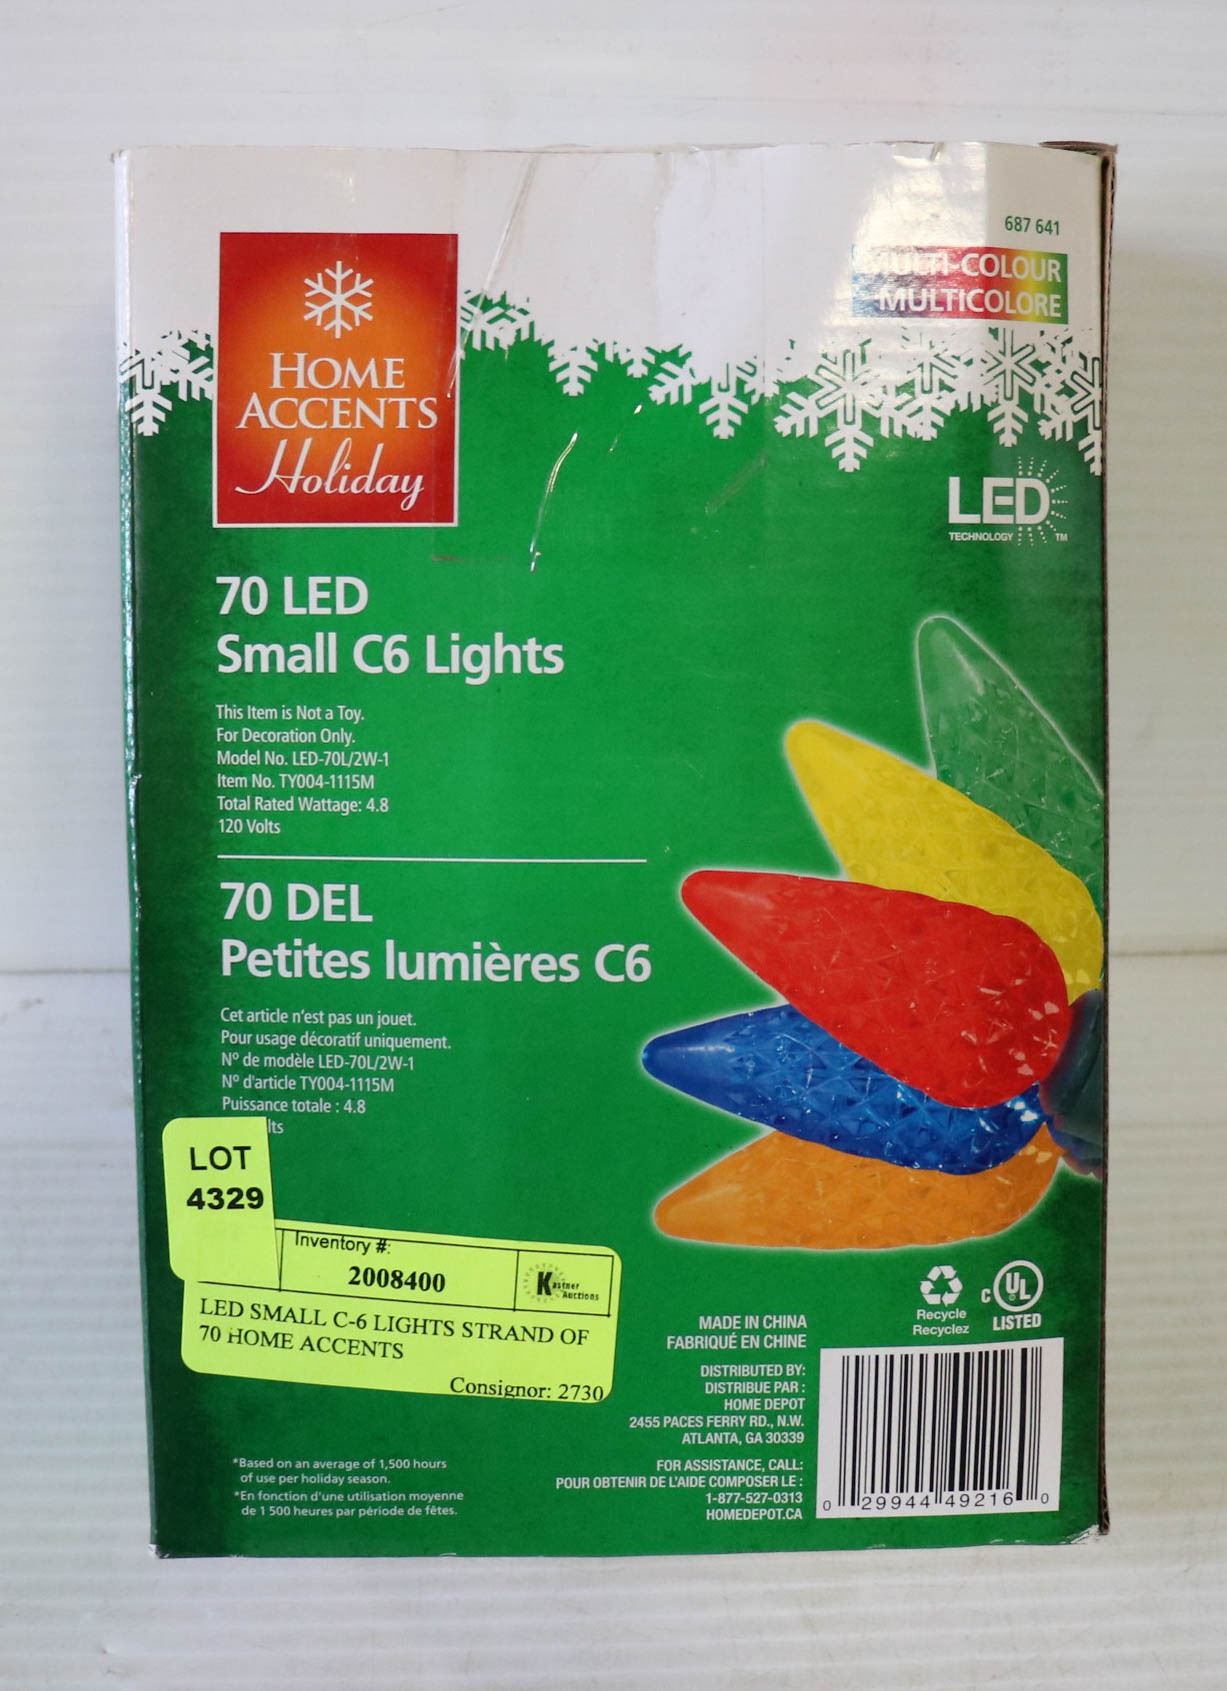 687 641
MULTI-COLOUR
MULTICOLORE
HOME
ACCENTS
Holiday
LED
TECHNOLOGY TM
70 LED
Small C6 Lights
This Item is Not a Toy.
For Decoration Only.
Model No. LED-70L/2W-1
Item No. TY004-1115M
Total Rated Wattage: 4.8
120 Volts
70 DEL
Petites lumières C6
Cet article n'est pas un jouet.
Pour usage décoratif uniquement.
Nº de modèle LED-70L/2W-1
Nº d'article TY004-1115M
Puissance totale : 4.8
lts
LOT
4329
Inventory #:
2008400
Kastner
Auctions
LED SMALL C-6 LIGHTS STRAND OF
70 HOME ACCENTS
Consignor: 2730
*Based on an average of 1,500 hours
of use per holiday season.
*En fonction d'une utilisation moyenne
de 1 500 heures par période de fêtes.
MADE IN CHINA
FABRIQUÉ EN CHINE
DISTRIBUTED BY:
DISTRIBUE PAR :
HOME DEPOT
2455 PACES FERRY RD., N.W.
ATLANTA, GA 30339
FOR ASSISTANCE, CALL:
POUR OBTENIR DE L'AIDE COMPOSER LE :
1-877-527-0313
HOMEDEPOT.CA
Recycle
Recyclez
C UL
LISTED
0 29944 49216 0